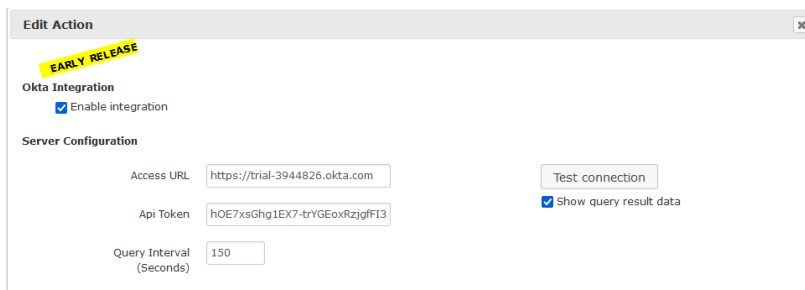 Edit Action
EARLY RELEASE
Okta Integration
Enable integration
Server Configuration
Access URL https://trial-3944826.okta.com Test connection
Show query result data
Api Token hOE7xsGhg1EX7-trYGEoxRzjgfFI3
Query Interval 150
(Seconds)